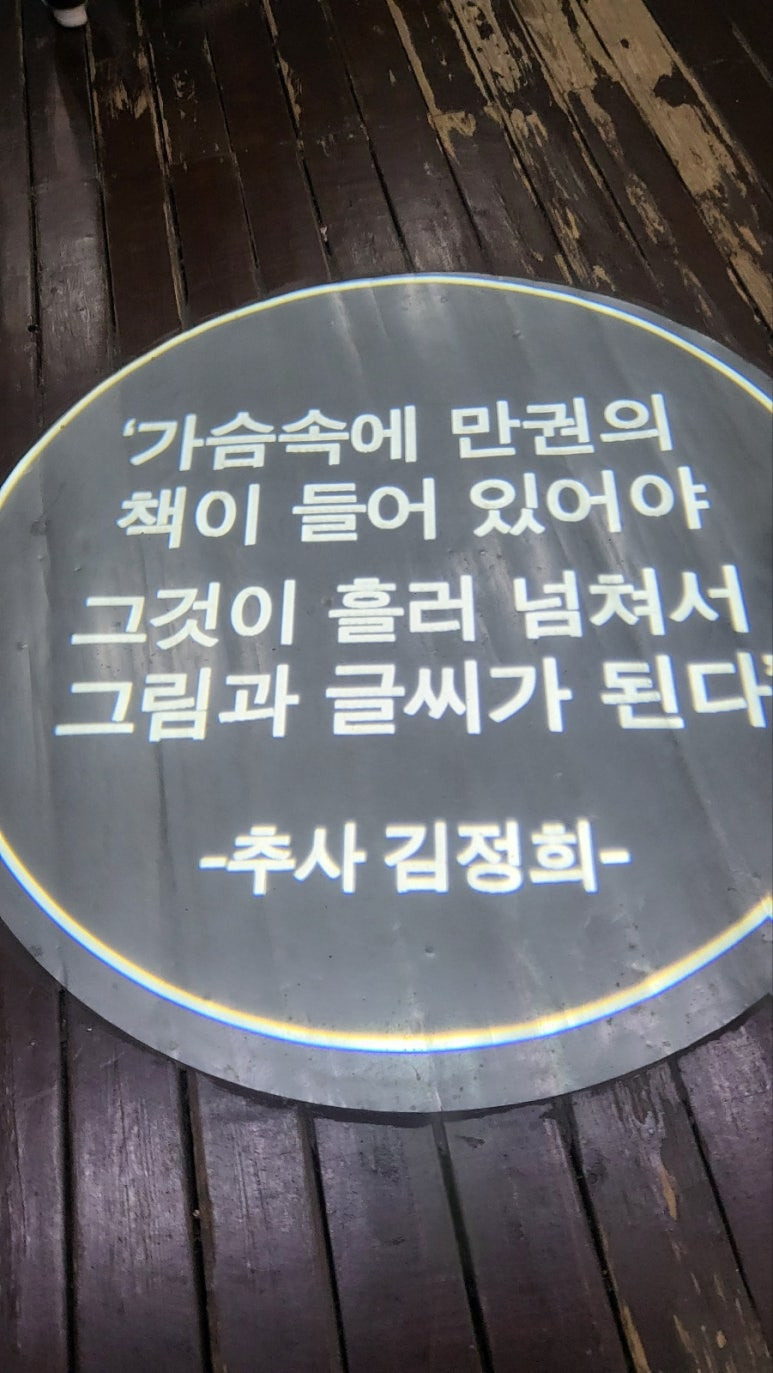 ‘가슴속에 만권의
책이 들어 있어야
그것이 흘러 넘쳐서
그림과 글씨가 된다’
-추사 김정희-